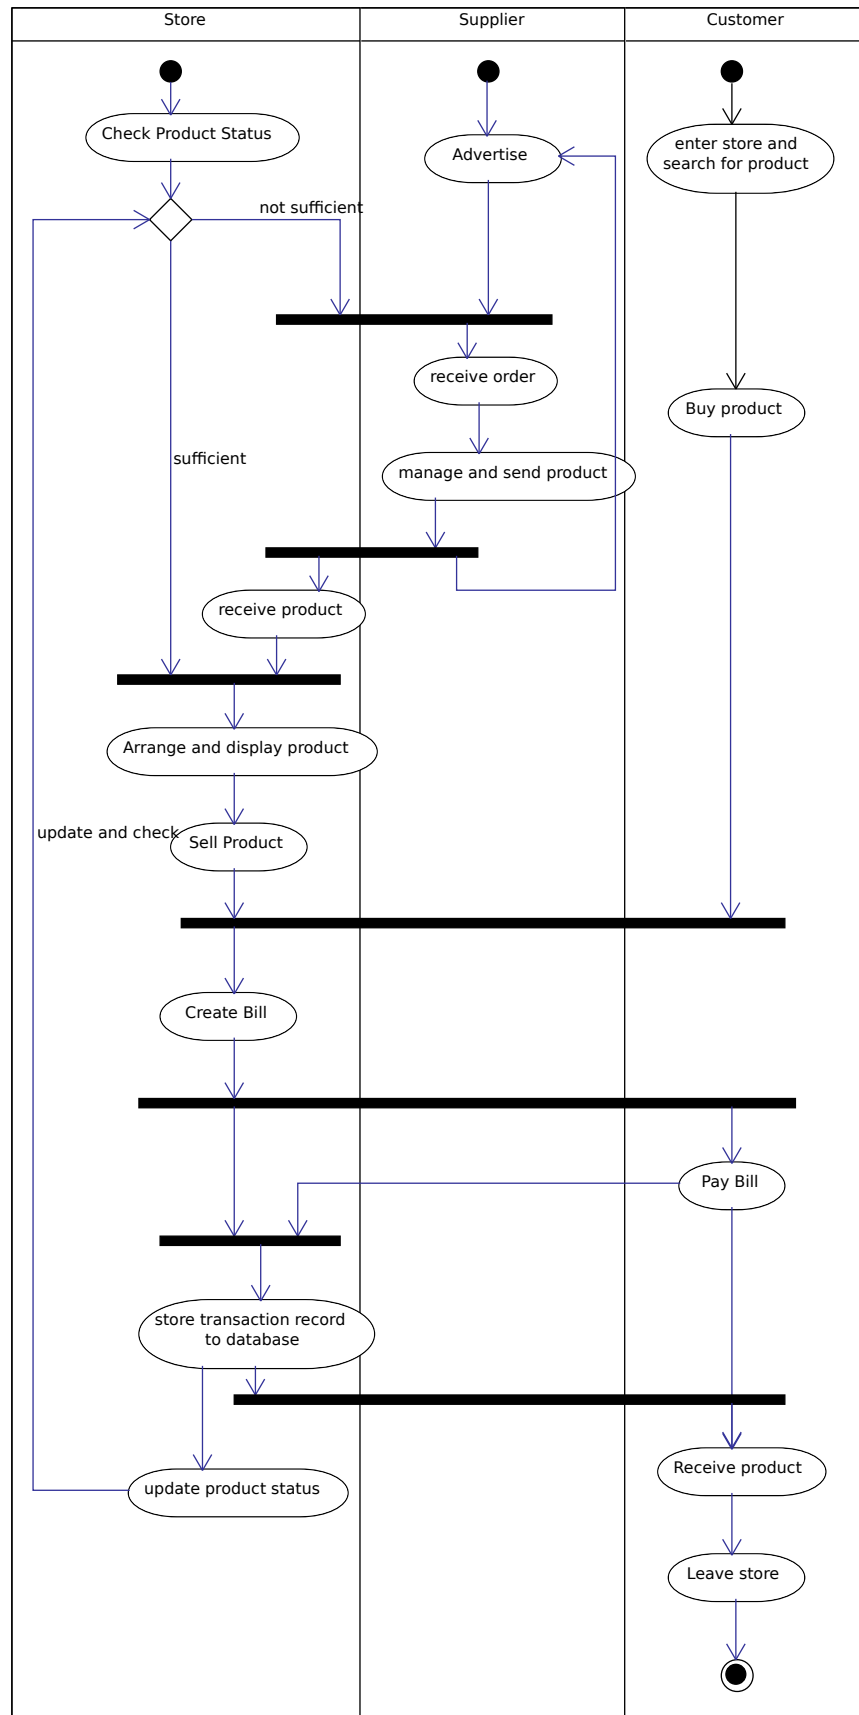 Store
Supplier
Customer
Check Product Status
Advertise
enter store and
search for product
not sufficient
receive order
Buy product
sufficient
manage and send product
receive product
Arrange and display product
update and check
Sell Product
Create Bill
Pay Bill
store transaction record
to database
Receive product
update product status
Leave store